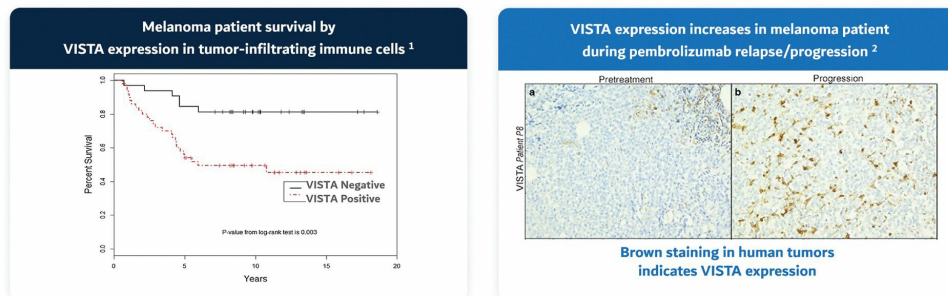 Melanoma patient survival by
VISTA expression in tumor-infiltrating immune cells 1
1.0
0.8
0.6
0.4
0.2
0.0
Percent Survival
VISTA Negative
VISTA Positive
P-value from log-rank test is 0.003
0 5 10 15 20
Years
VISTA expression increases in melanoma patient
during pembrolizumab relapse/progression 2
Pretreatment Progression
a b
VISTA Patient P8
Brown staining in human tumors
indicates VISTA expression